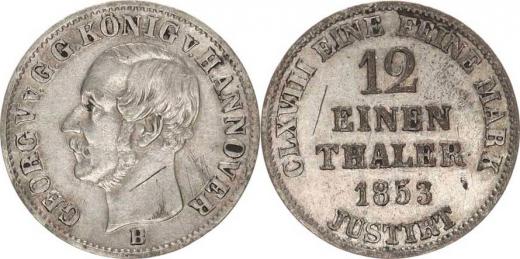 GEORG V v. G. G. KÖNIG v. HANNOVER
B
CLXVIII EINE FEINE MARK
12
EINEN
THALER
1853
JUSTIRT